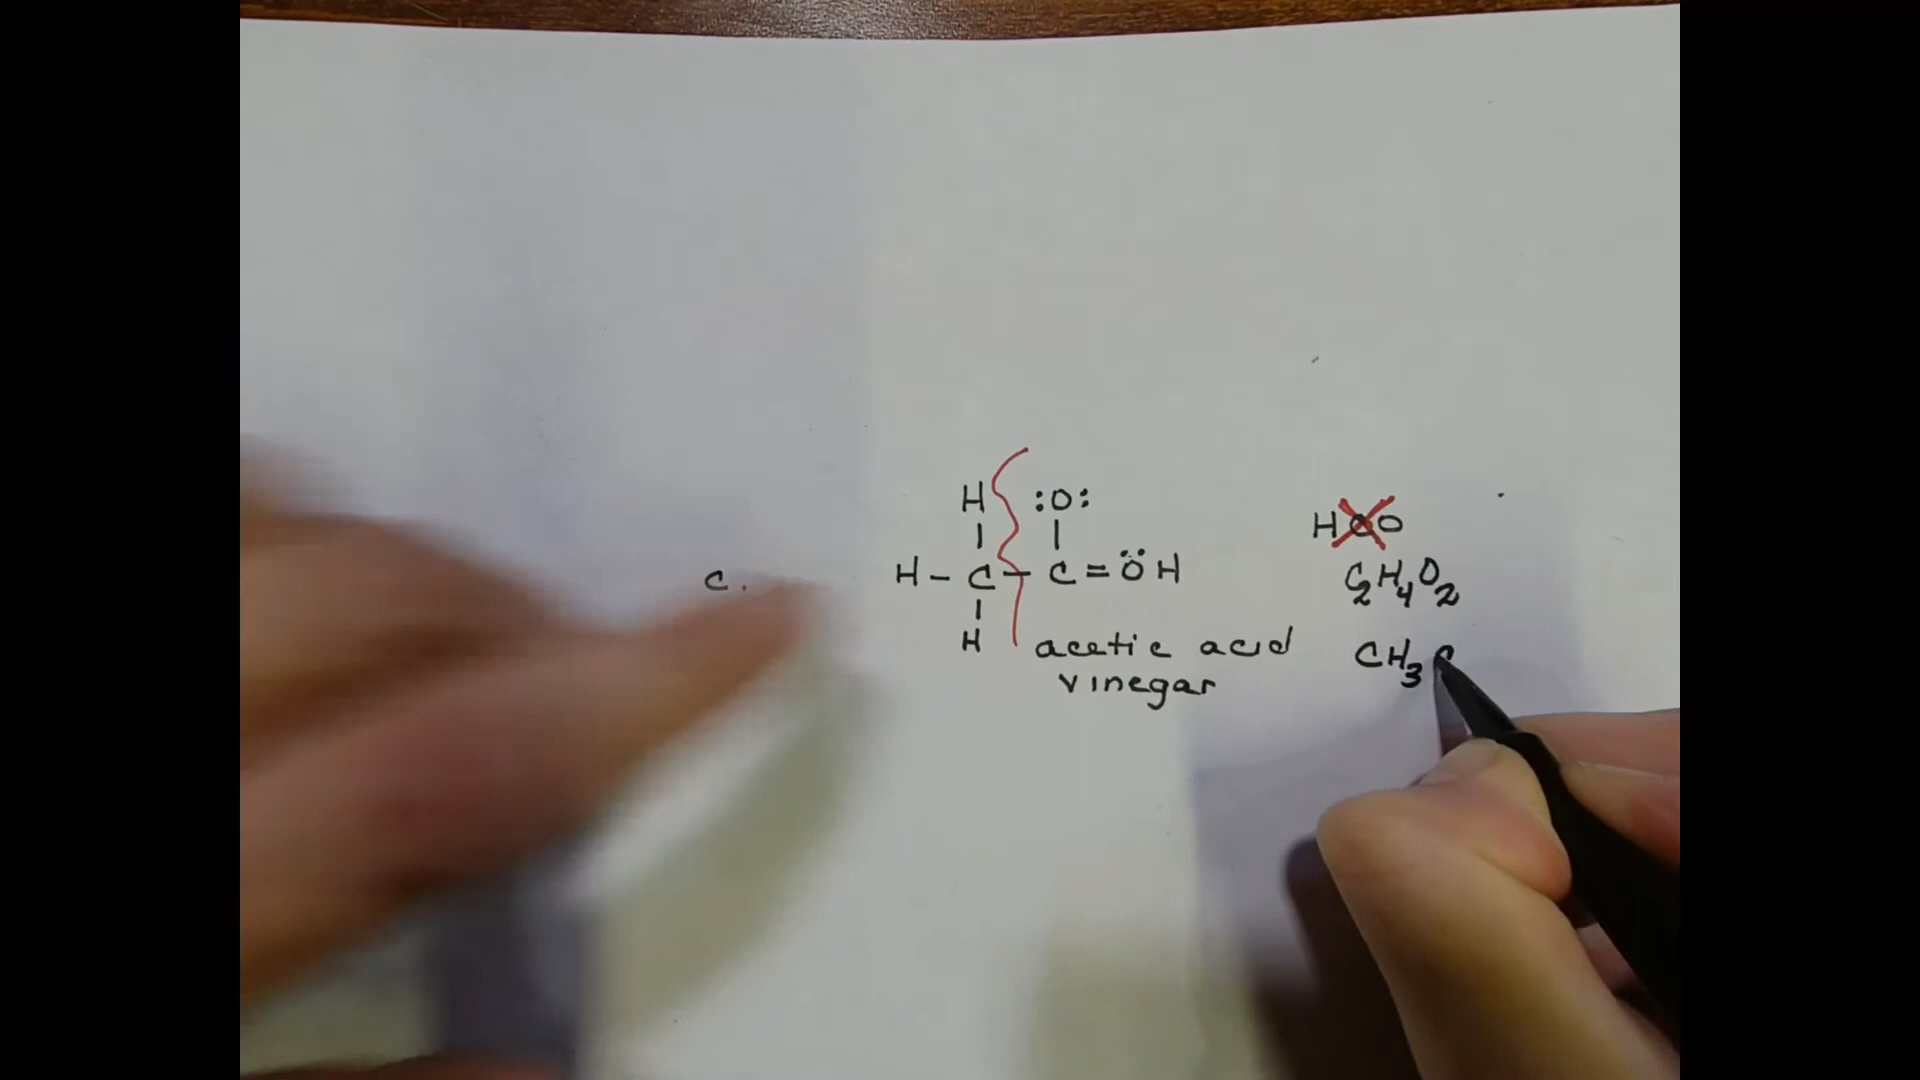 H :O:
| |
c. H - C - C = Ö H
|
H
acetic acid
vinegar
HCO
C2H4O2
CH3 C